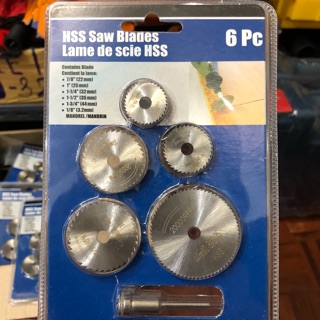 HSS Saw Blades
Lame de scie HSS
6 Pc
Contains Blade
Contient la lame:
• 7/8" (22 mm)
• 1" (25 mm)
• 1-1/4" (32 mm)
• 1-1/2" (35 mm)
• 1-3/4" (44 mm)
• 1/8" (3.2mm)
MANDREL/MANDRIN